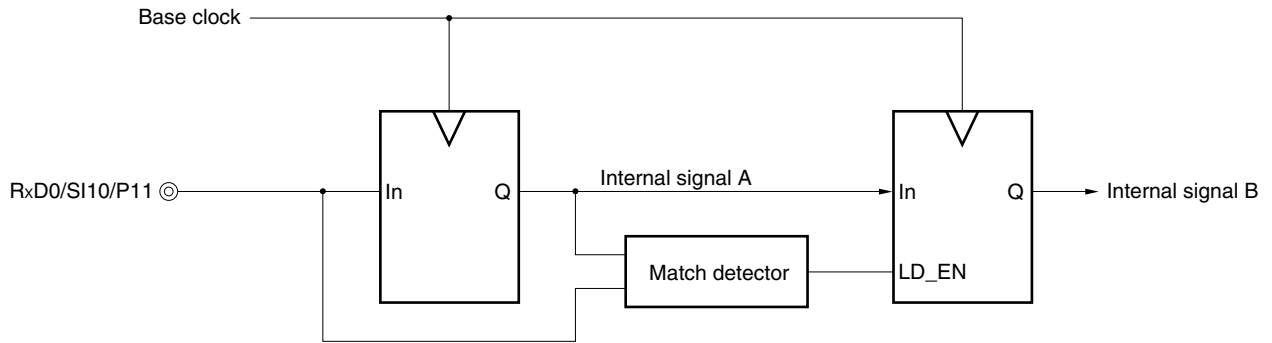 Base clock
RxD0/SI10/P11
In
Q
Internal signal A
In
Q
Internal signal B
Match detector
LD_EN